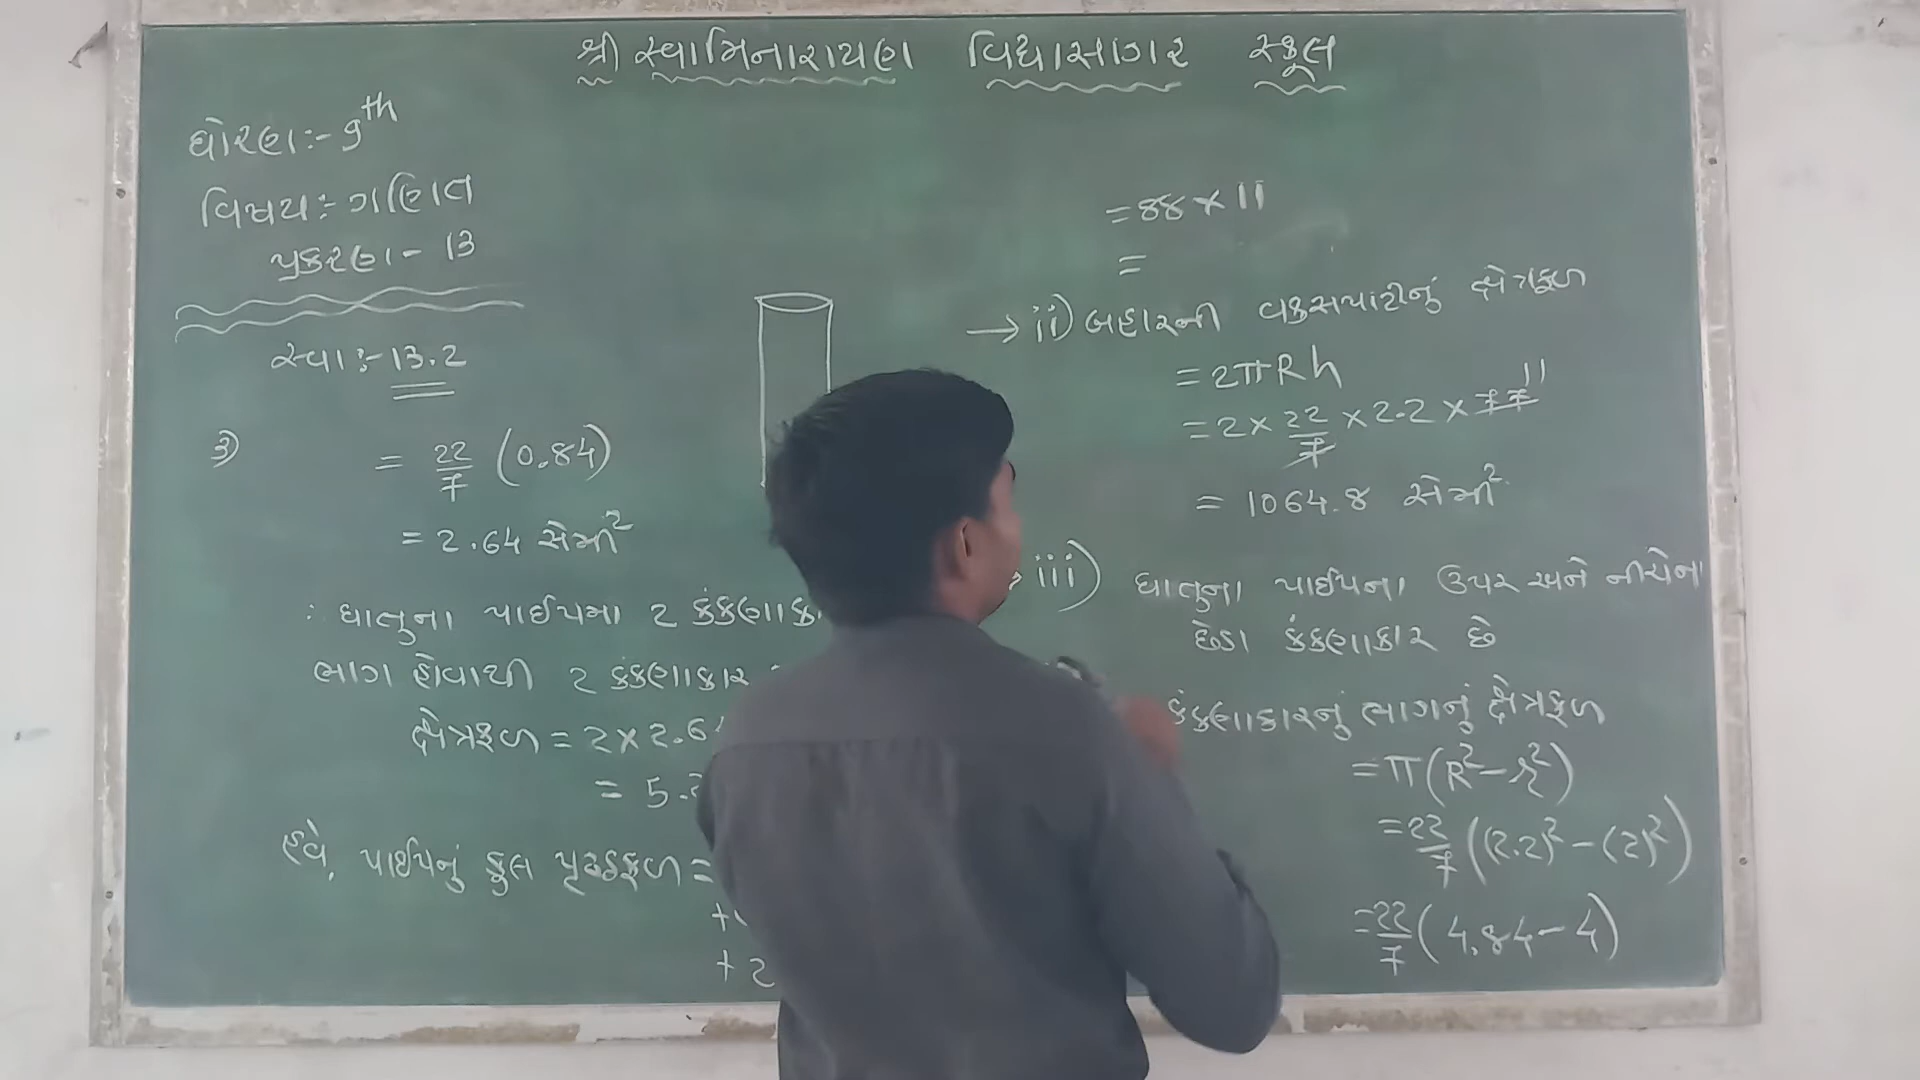 શ્રી સ્વામિનારાયણ વિદ્યાસાગર સ્કૂલ
ધોરણ:- 9th
વિષય:- ગણિત
પ્રકરણ - 13
સ્વા:- 13.2
3)
= 22/7 (0.84)
= 2.64 સેમી²
∴ ધાતુના પાઈપમા 2
ભાગ હોવાથી 2 કંકણાકાર
ક્ષેત્રફળ = 2 × 2.6
= 5.
હવે, પાઈપનું કુલ પૃષ્ઠફળ =
+
+ 2
= 88 × 11
=
→ ii) બહારની વક્રસપાટીનું ક્ષેત્રફળ
= 2πRh
= 2 × 22/7 × 2.2 × 77 11
= 1064.8 સેમી²
iii) ધાતુના પાઈપના ઉપર અને નીચેના
છેડા કંકણાકાર છે
કંકણાકારનું ભાગનું ક્ષેત્રફળ
= π(R² - r²)
= 22/7 ((2.2)² - (2)²)
= 22/7 (4.84 - 4)